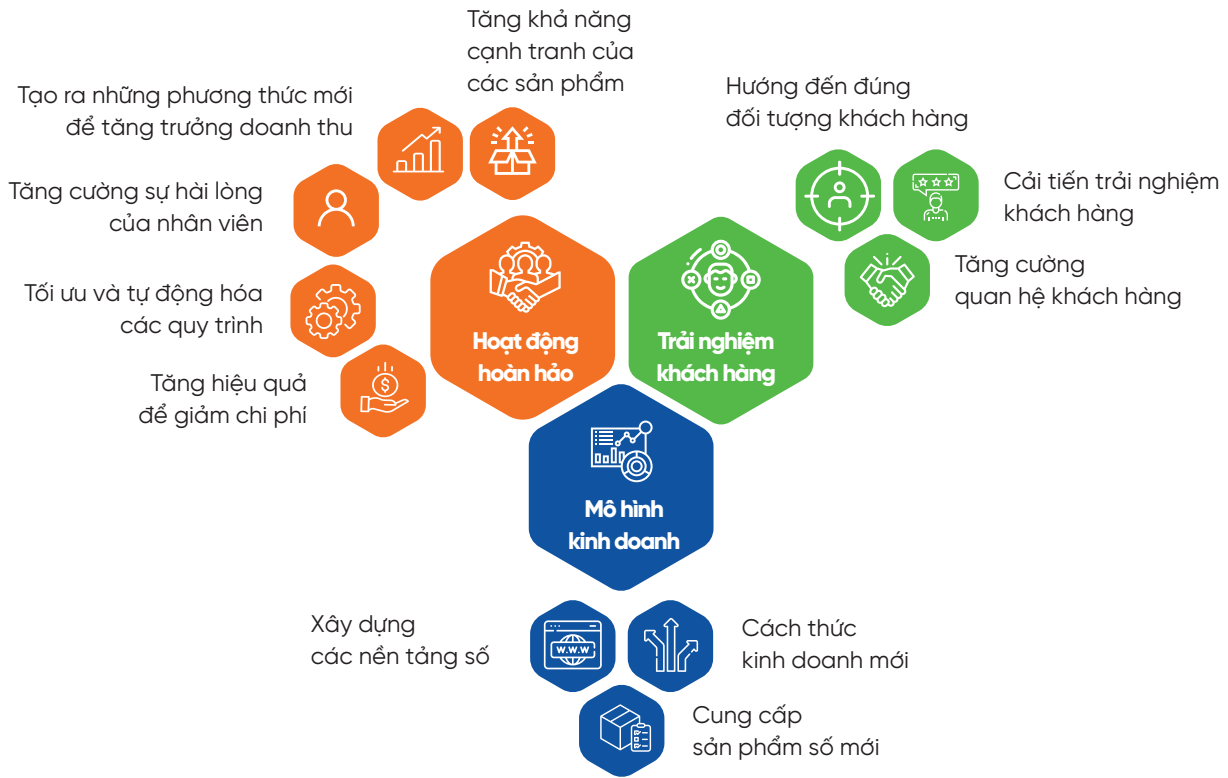 Tăng khả năng
cạnh tranh của
các sản phẩm
Tạo ra những phương thức mới
để tăng trưởng doanh thu
Tăng cường sự hài lòng
của nhân viên
Tối ưu và tự động hóa
các quy trình
Tăng hiệu quả
để giảm chi phí
Hoạt động
hoàn hảo
Hướng đến đúng
đối tượng khách hàng
Cải tiến trải nghiệm
khách hàng
Tăng cường
quan hệ khách hàng
Trải nghiệm
khách hàng
Mô hình
kinh doanh
Xây dựng
các nền tảng số
W.W.W
Cách thức
kinh doanh mới
Cung cấp
sản phẩm số mới